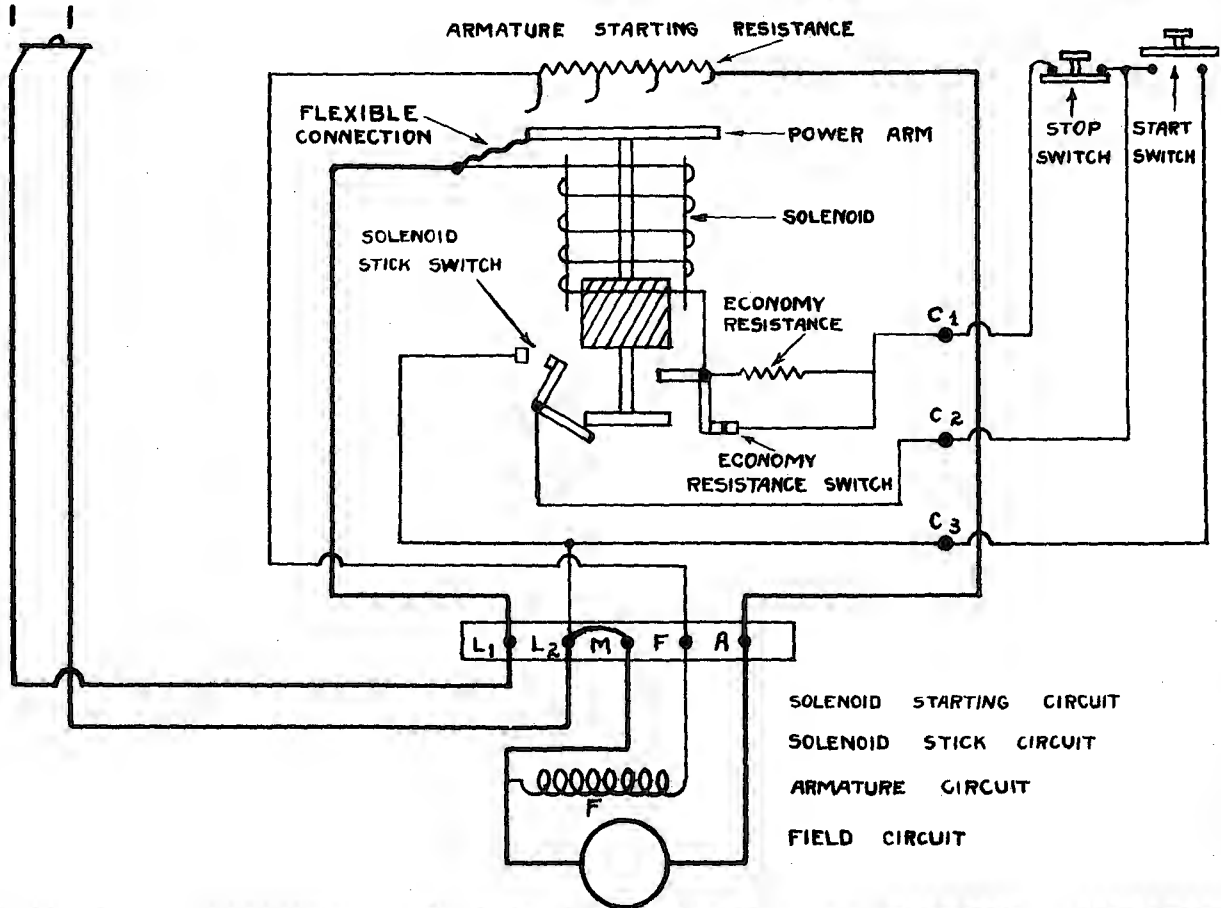 ARMATURE STARTING RESISTANCE
FLEXIBLE
CONNECTION
POWER ARM
STOP
SWITCH
START
SWITCH
SOLENOID
STICK SWITCH
SOLENOID
ECONOMY
RESISTANCE
C1
C2
ECONOMY
RESISTANCE SWITCH
C3
L1 L2 M F A
SOLENOID STARTING CIRCUIT
SOLENOID STICK CIRCUIT
ARMATURE CIRCUIT
FIELD CIRCUIT
F